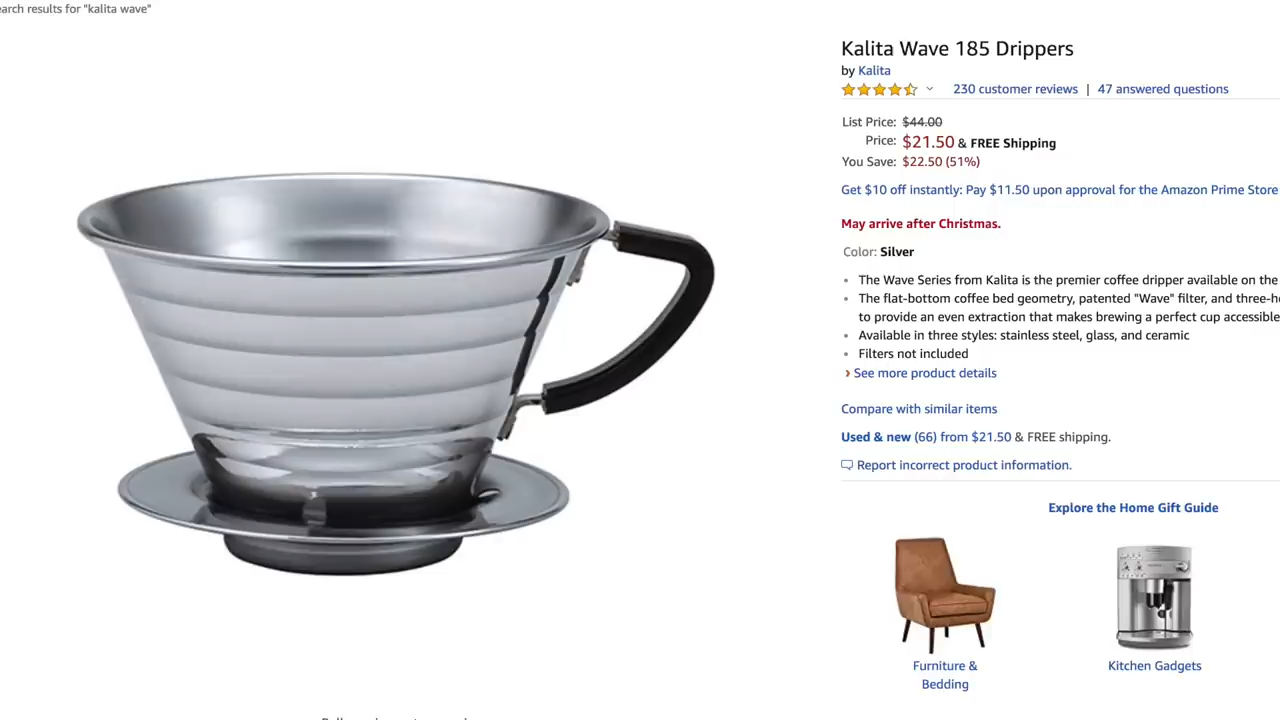 earch results for "kalita wave"
Kalita Wave 185 Drippers
by Kalita
230 customer reviews | 47 answered questions
List Price: $44.00
Price: $21.50 & FREE Shipping
You Save: $22.50 (51%)
Get $10 off instantly: Pay $11.50 upon approval for the Amazon Prime Store
May arrive after Christmas.
Color: Silver
The Wave Series from Kalita is the premier coffee dripper available on the
The flat-bottom coffee bed geometry, patented "Wave" filter, and three-h
to provide an even extraction that makes brewing a perfect cup accessible
Available in three styles: stainless steel, glass, and ceramic
Filters not included
› See more product details
Compare with similar items
Used & new (66) from $21.50 & FREE shipping.
Report incorrect product information.
Explore the Home Gift Guide
Furniture &
Bedding
Kitchen Gadgets